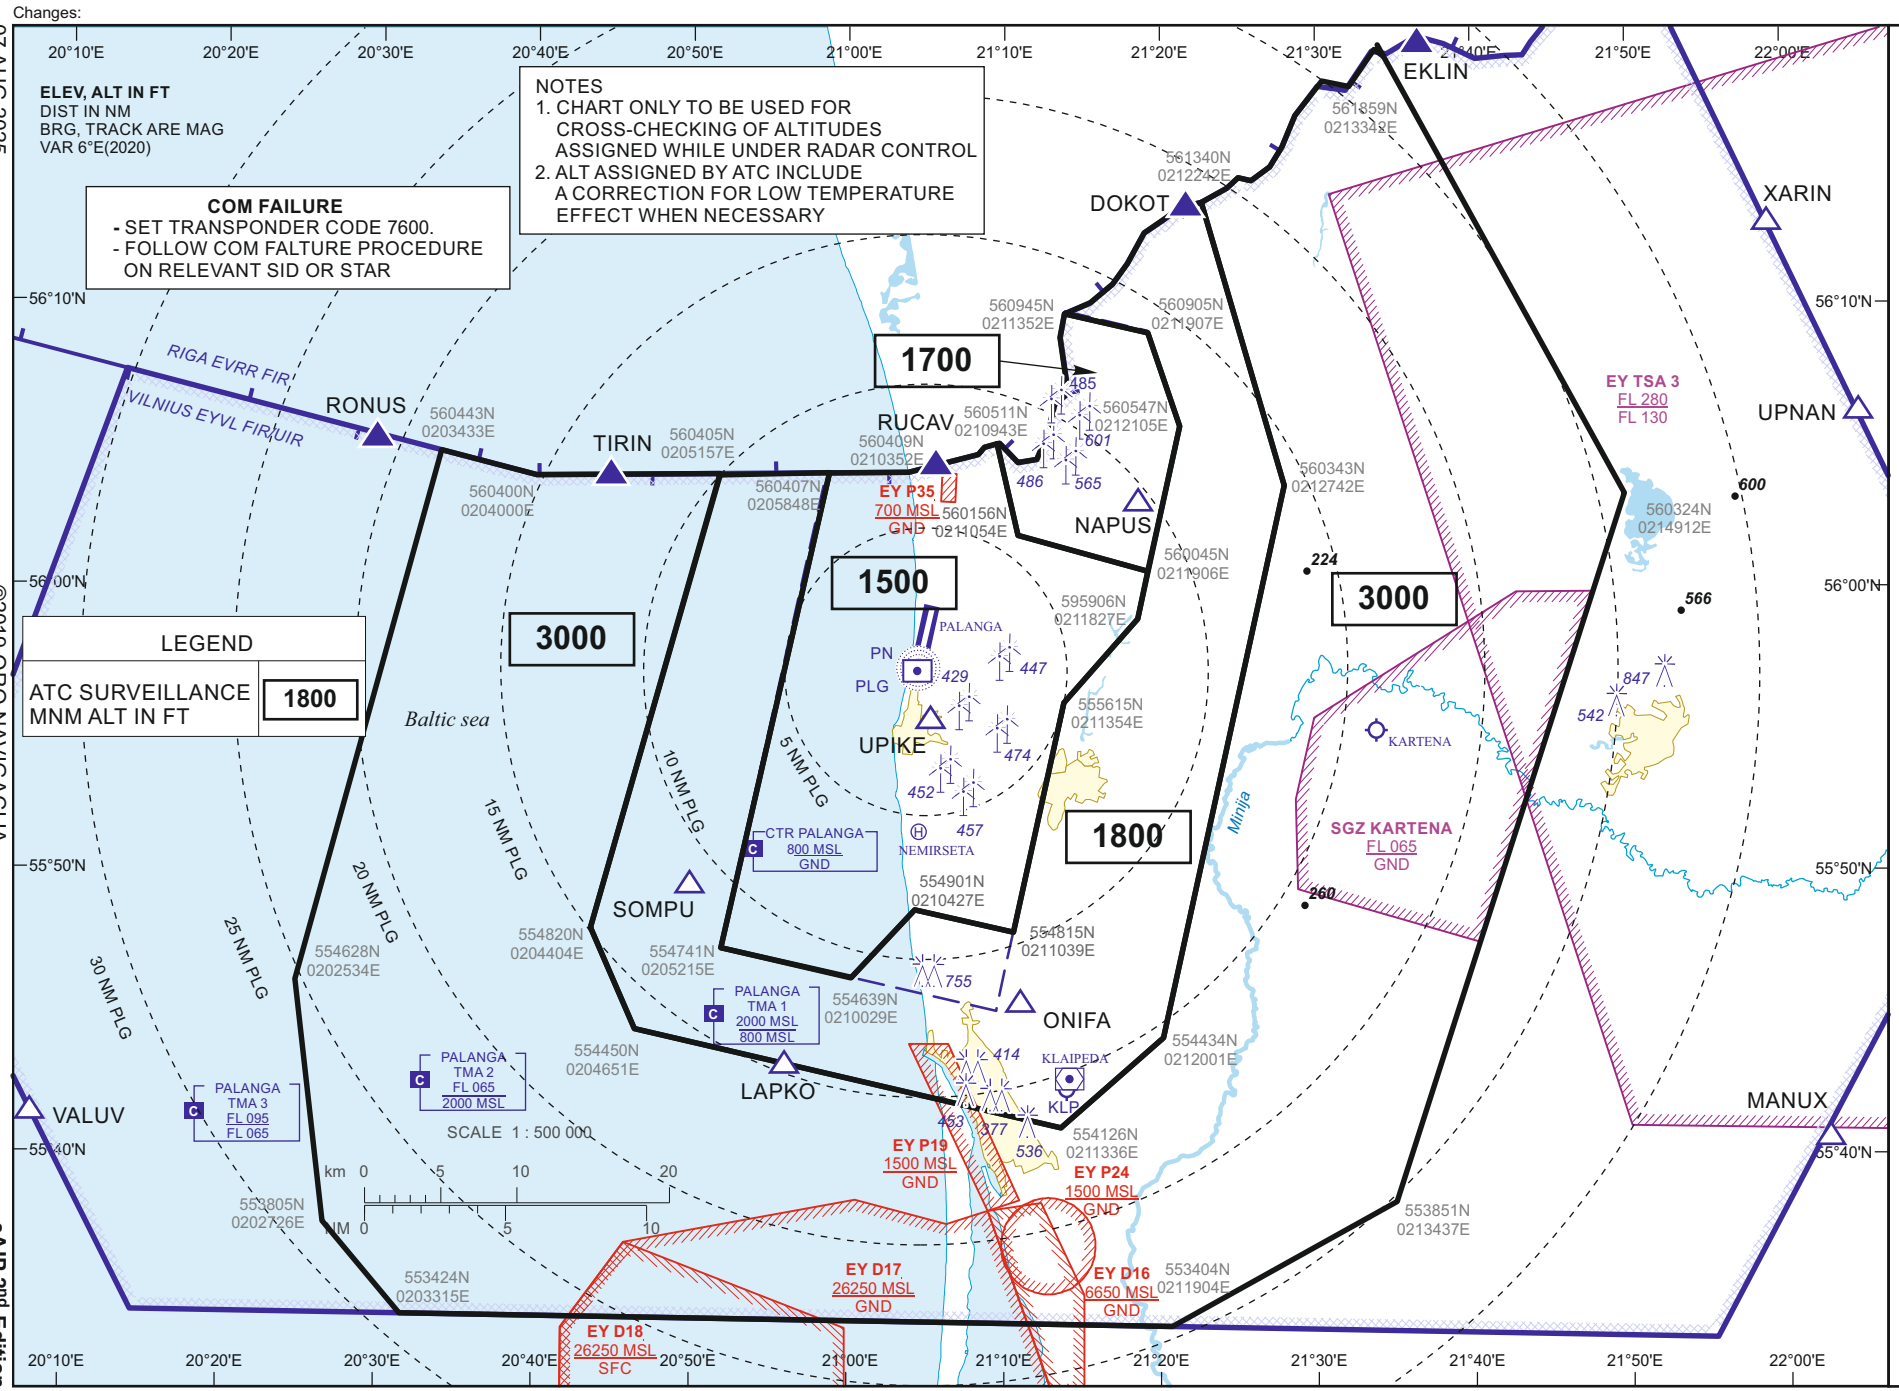 Changes:
20°10'E
20°20'E
20°30'E
20°40'E
20°50'E
21°00'E
21°10'E
21°20'E
21°30'E
21°40'E
21°50'E
22°00'E
ELEV, ALT IN FT
DIST IN NM
BRG, TRACK ARE MAG
VAR 6°E(2020)
NOTES
1. CHART ONLY TO BE USED FOR
CROSS-CHECKING OF ALTITUDES
ASSIGNED WHILE UNDER RADAR CONTROL
2. ALT ASSIGNED BY ATC INCLUDE
A CORRECTION FOR LOW TEMPERATURE
EFFECT WHEN NECESSARY
COM FAILURE
- SET TRANSPONDER CODE 7600.
- FOLLOW COM FALTURE PROCEDURE
ON RELEVANT SID OR STAR
EKLIN
561859N
0213342E
561340N
0212242E
DOKOT
XARIN
56°10'N
56°10'N
560945N
0211352E
560905N
0211907E
RIGA EVRR FIR
VILNIUS EYVL FIR/UIR
1700
485
EY TSA 3
FL 280
FL 130
UPNAN
RONUS
560443N
0203433E
TIRIN
560405N
0205157E
RUCAV
560409N
0210352E
560511N
0210943E
560547N
0212105E
601
486
565
560400N
0204000E
560407N
0205848E
EY P35
700 MSL
GND
560156N
0211054E
NAPUS
560343N
0212742E
600
560324N
0214912E
56°00'N
56°00'N
1500
560045N
0211906E
224
3000
566
595906N
0211827E
3000
LEGEND
ATC SURVEILLANCE
MNM ALT IN FT
1800
Baltic sea
PALANGA
PN
PLG
429
447
UPIKE
474
452
457
555615N
0211354E
847
542
KARTENA
5 NM PLG
10 NM PLG
15 NM PLG
20 NM PLG
25 NM PLG
30 NM PLG
CTR PALANGA
C
800 MSL
GND
NEMIRSETA
H
1800
Minija
SGZ KARTENA
FL 065
GND
55°50'N
55°50'N
260
SOMPU
554901N
0210427E
554820N
0204404E
554741N
0205215E
554815N
0211039E
554628N
0202534E
755
554639N
0210029E
PALANGA
TMA 1
C
2000 MSL
800 MSL
ONIFA
554450N
0204651E
554434N
0212001E
LAPKO
414
KLAIPEDA
KLP
453
377
536
PALANGA
TMA 2
C
FL 065
2000 MSL
PALANGA
TMA 3
C
FL 095
FL 065
VALUV
MANUX
SCALE 1 : 500 000
km 0 5 10 20
NM 0 5 10
55°40'N
55°40'N
554126N
0211336E
EY P19
1500 MSL
GND
EY P24
1500 MSL
GND
553805N
0202726E
553851N
0213437E
553424N
0203315E
EY D17
26250 MSL
GND
EY D16
6650 MSL
GND
553404N
0211904E
EY D18
26250 MSL
SFC
20°10'E
20°20'E
20°30'E
20°40'E
20°50'E
21°00'E
21°10'E
21°20'E
21°30'E
21°40'E
21°50'E
22°00'E